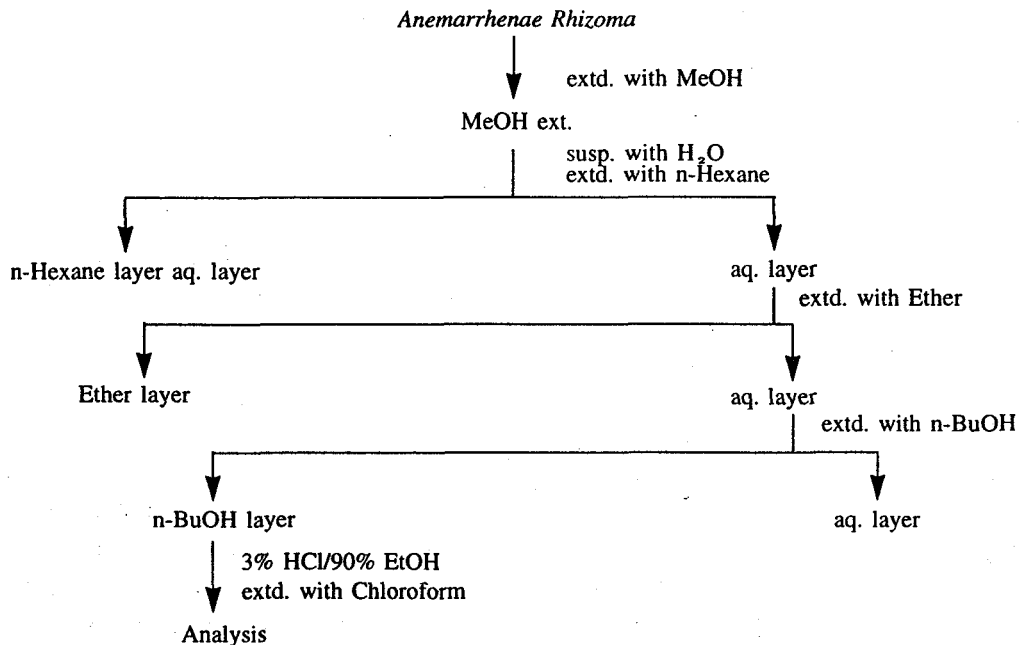 Anemarrhenae Rhizoma
extd. with MeOH
MeOH ext.
susp. with H₂O
extd. with n-Hexane
n-Hexane layer aq. layer
aq. layer
extd. with Ether
Ether layer
aq. layer
extd. with n-BuOH
n-BuOH layer
aq. layer
3% HCl/90% EtOH
extd. with Chloroform
Analysis